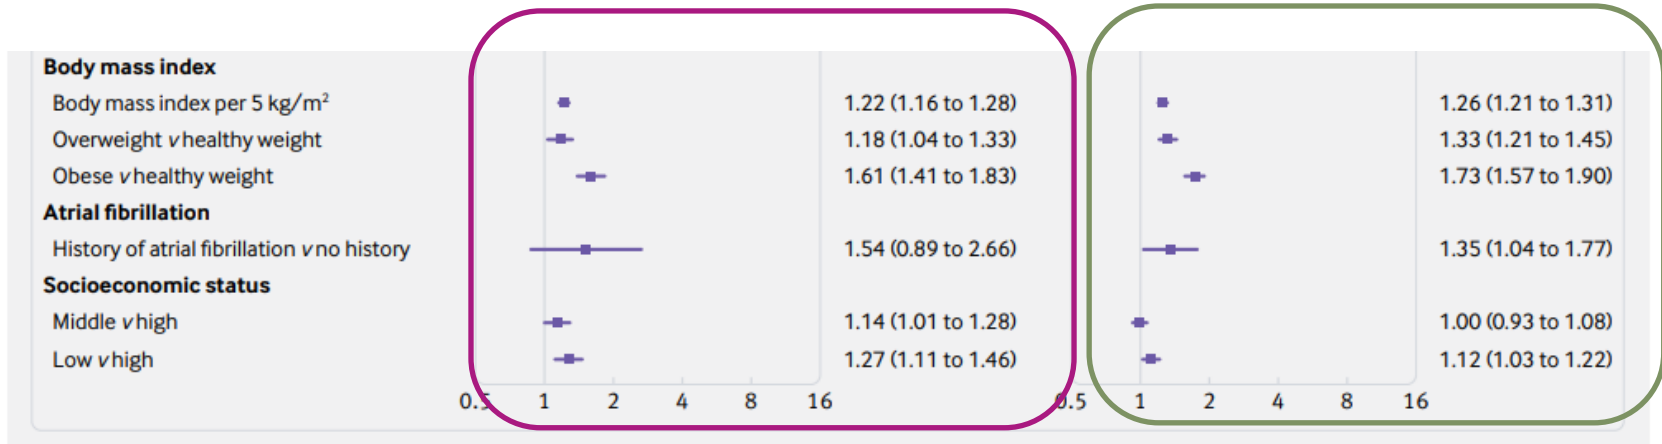 Body mass index
Body mass index per 5 kg/m² 1.22 (1.16 to 1.28) 1.26 (1.21 to 1.31)
Overweight v healthy weight 1.18 (1.04 to 1.33) 1.33 (1.21 to 1.45)
Obese v healthy weight 1.61 (1.41 to 1.83) 1.73 (1.57 to 1.90)
Atrial fibrillation
History of atrial fibrillation v no history 1.54 (0.89 to 2.66) 1.35 (1.04 to 1.77)
Socioeconomic status
Middle v high 1.14 (1.01 to 1.28) 1.00 (0.93 to 1.08)
Low v high 1.27 (1.11 to 1.46) 1.12 (1.03 to 1.22)
0.5 1 2 4 8 16 0.5 1 2 4 8 16